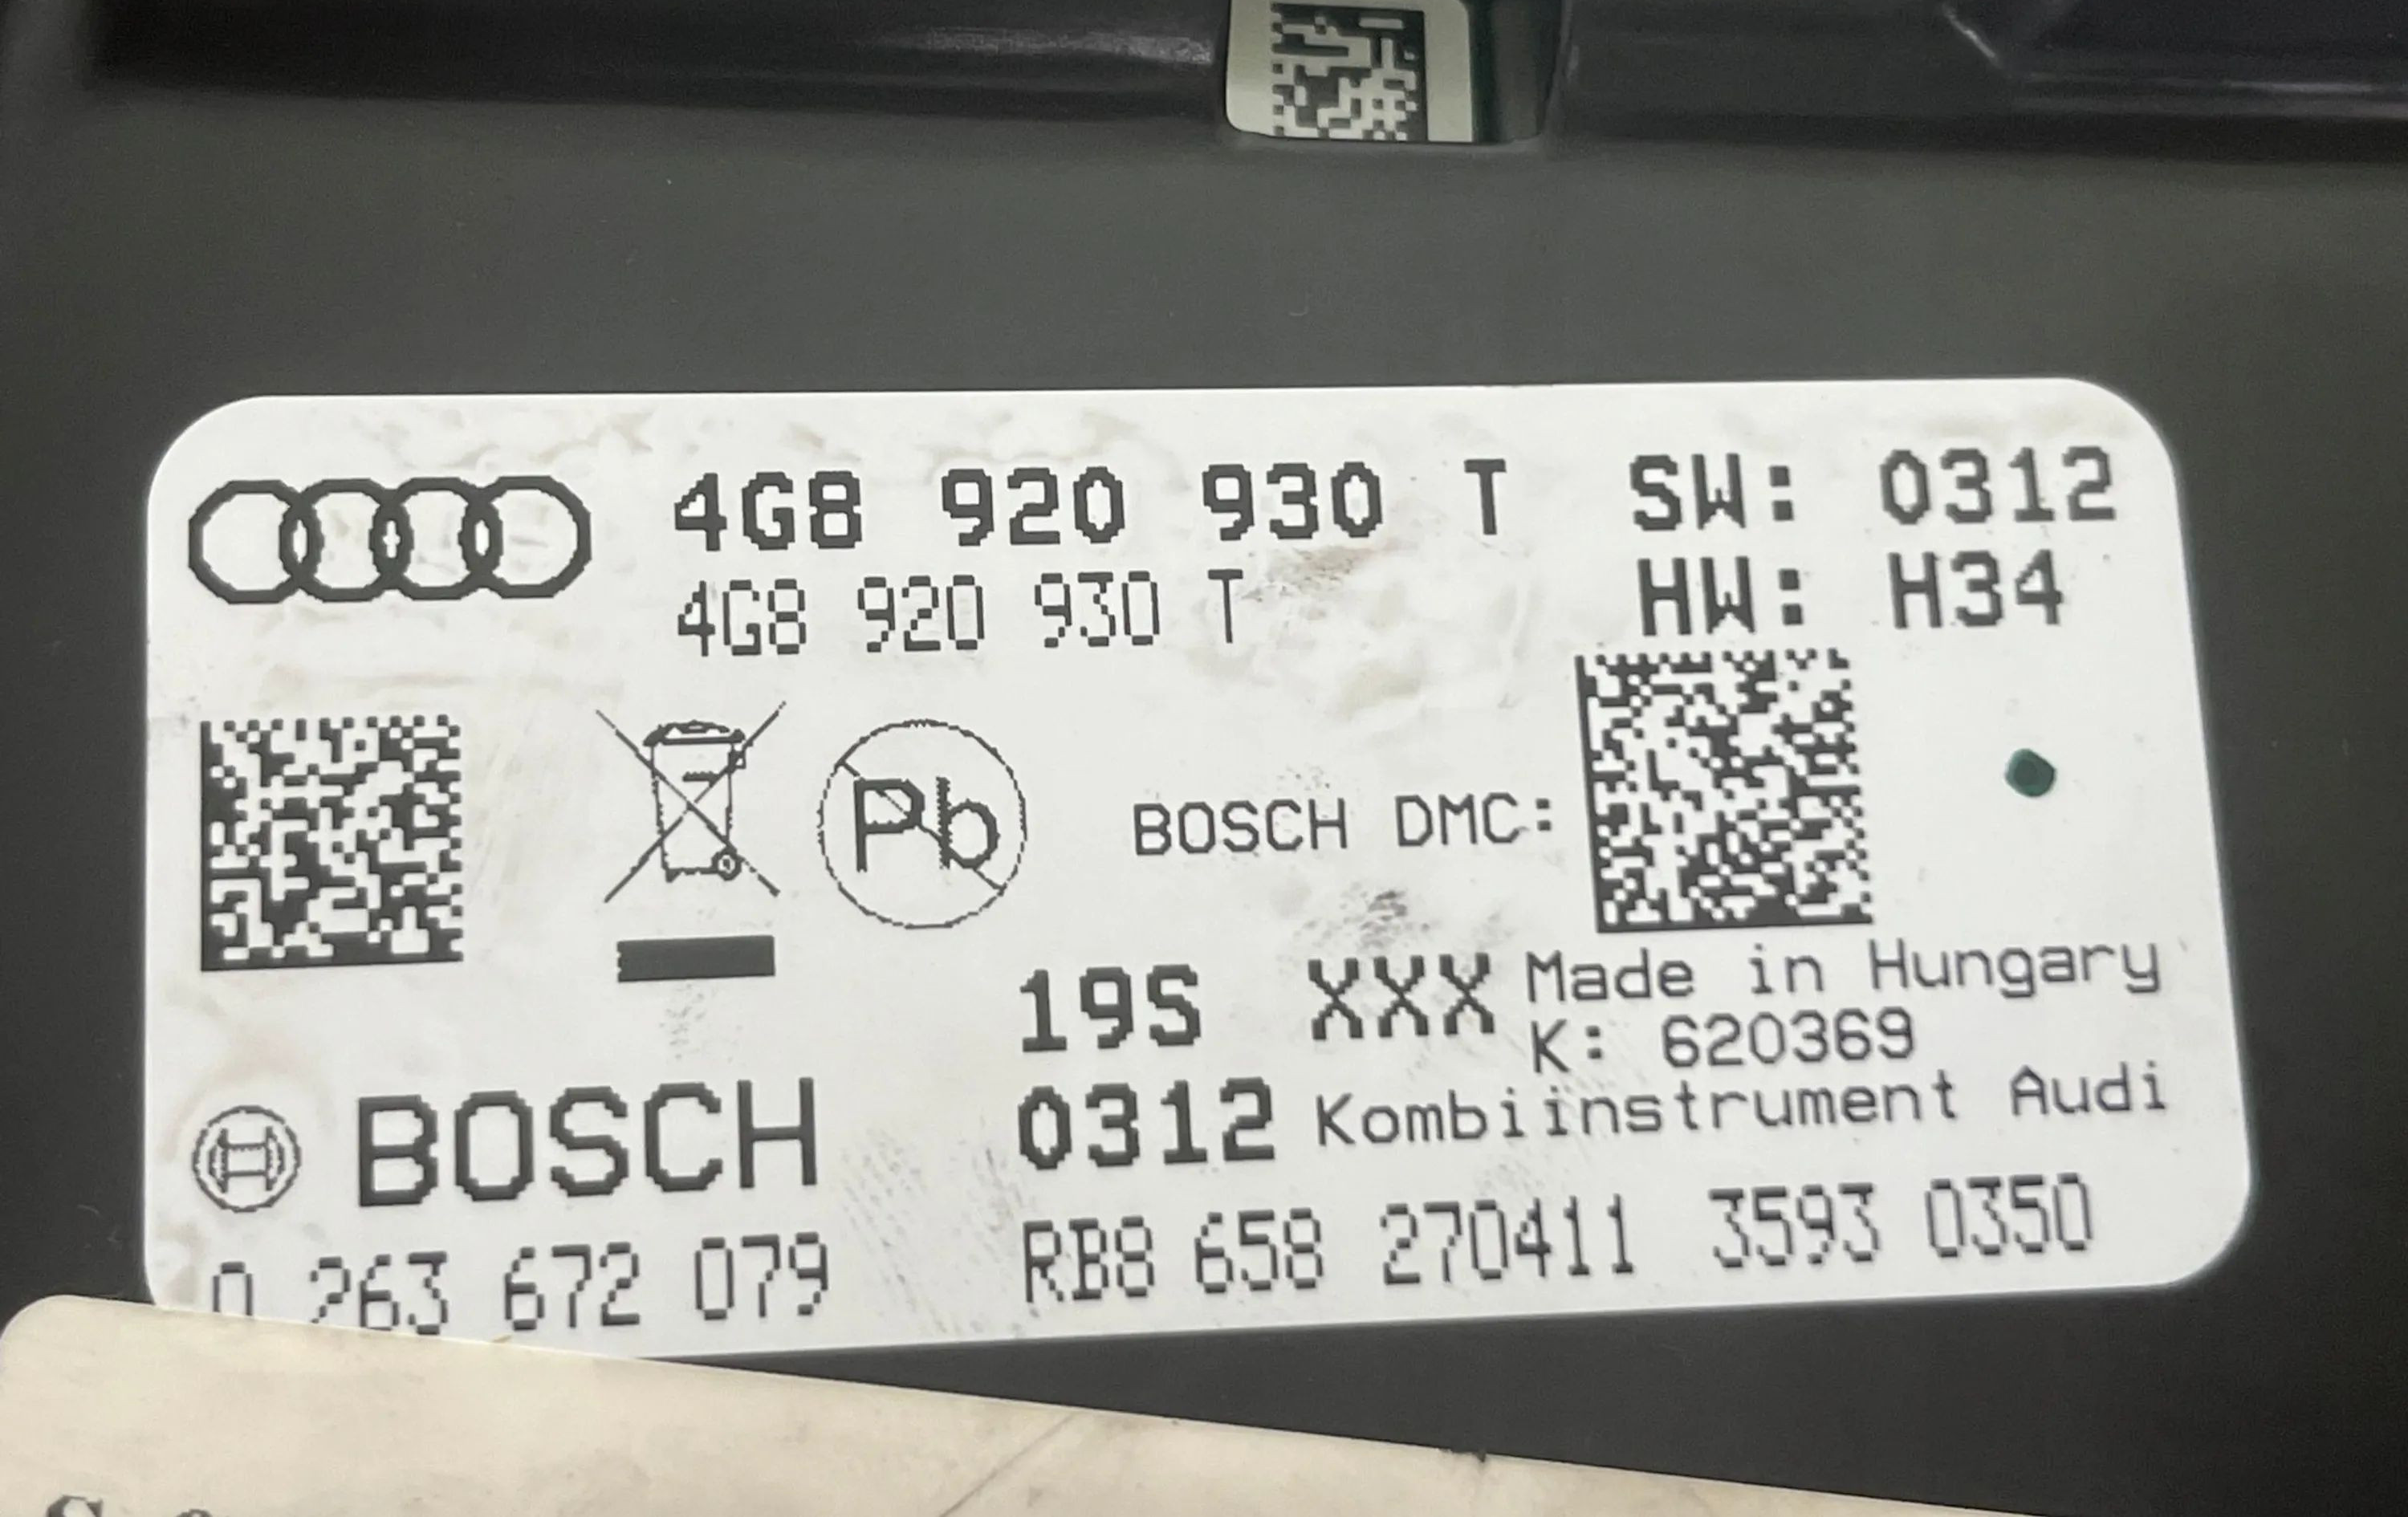 4G8 920 930 T SW: 0312
4G8 920 930 T HW: H34
Pb
BOSCH DMC:
19S XXX Made in Hungary
K: 620369
BOSCH 0312 Kombiinstrument Audi
0 263 672 079 RB8 658 270411 3593 0350